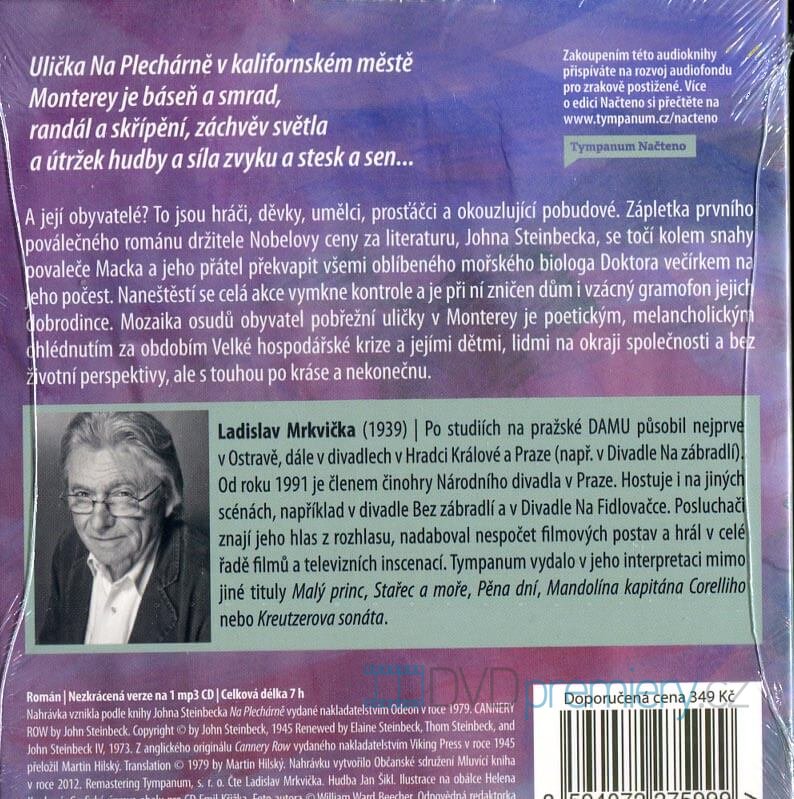 Ulička Na Plechárně v kalifornském městě
Monterey je báseň a smrad,
randál a skřípění, záchvěv světla
a útržek hudby a síla zvyku a stesk a sen...
Zakoupením této audioknihy
přispíváte na rozvoj audiofondu
pro zrakově postižené. Více
o edici Načteno si přečtěte na
www.tympanum.cz/nacteno
Tympanum Načteno
A její obyvatelé? To jsou hráči, děvky, umělci, prosťáčci a okouzlující pobudové. Zápletka prvního
poválečného románu držitele Nobelovy ceny za literaturu, Johna Steinbecka, se točí kolem snahy
povaleče Macka a jeho přátel překvapit všemi oblíbeného mořského biologa Doktora večírkem na
jeho počest. Naneštěstí se celá akce vymkne kontrole a je při ní zničen dům i vzácný gramofon jejich
dobrodince. Mozaika osudů obyvatel pobřežní uličky v Monterey je poetickým, melancholickým
ohlédnutím za obdobím Velké hospodářské krize a jejími dětmi, lidmi na okraji společnosti a bez
životní perspektivy, ale s touhou po kráse a nekonečnu.
Ladislav Mrkvička (1939) | Po studiích na pražské DAMU působil nejprve
v Ostravě, dále v divadlech v Hradci Králové a Praze (např. v Divadle Na zábradlí).
Od roku 1991 je členem činohry Národního divadla v Praze. Hostuje i na jiných
scénách, například v divadle Bez zábradlí a v Divadle Na Fidlovačce. Posluchači
znají jeho hlas z rozhlasu, nadaboval nespočet filmových postav a hrál v celé
řadě filmů a televizních inscenací. Tympanum vydalo v jeho interpretaci mimo
jiné tituly Malý princ, Stařec a moře, Pěna dní, Mandolína kapitána Corelliho
nebo Kreutzerova sonáta.
DVDpremiery.cz
Román | Nezkrácená verze na 1 mp3 CD | Celková délka 7 h
Nahrávka vznikla podle knihy Johna Steinbecka Na Plechárně vydané nakladatelstvím Odeon v roce 1979. CANNERY
ROW by John Steinbeck. Copyright © by John Steinbeck, 1945 Renewed by Elaine Steinbeck, Thom Steinbeck, and
John Steinbeck IV, 1973. Z anglického originálu Cannery Row vydaného nakladatelstvím Viking Press v roce 1945
přeložil Martin Hilský. Translation © 1979 by Martin Hilský. Nahrávku vytvořilo Občanské sdružení Mluvící kniha
v roce 2012. Remastering Tympanum, s. r. o. Čte Ladislav Mrkvička. Hudba Jan Šikl. Ilustrace na obálce Helena
Foto autora © William Ward Beecher. Odpovědná redaktorka
Doporučená cena 349 Kč